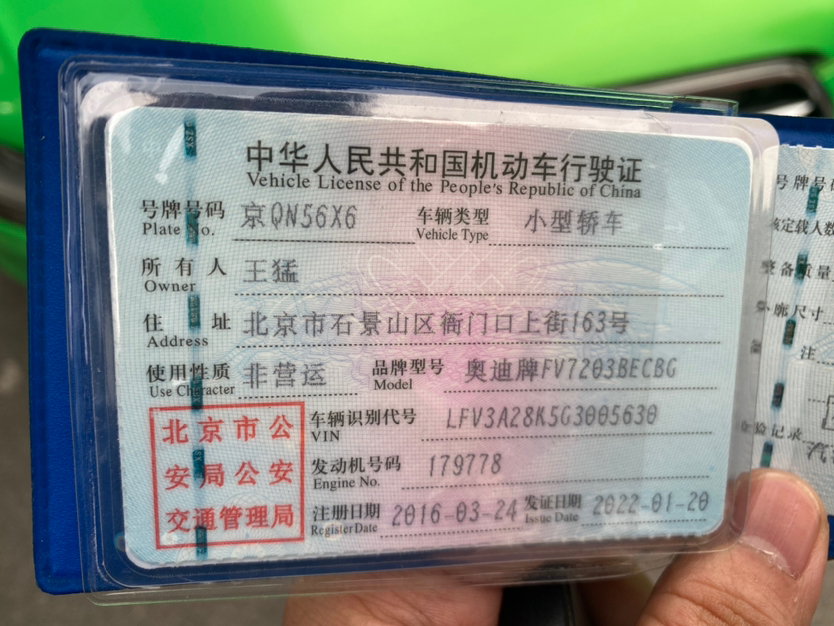 中华人民共和国机动车行驶证
Vehicle License of the People's Republic of China
号牌号码 京QN56X6 车辆类型 小型轿车
Plate No. Vehicle Type
所有人 王猛
Owner
住址 北京市石景山区衙门口上街163号
Address
使用性质 非营运 品牌型号 奥迪牌FV7203BECBG
Use Character Model
北京市公
安局公安
交通管理局
车辆识别代号 LFV3A28K5G3005630
VIN
发动机号码 179778
Engine No.
注册日期 2016-03-24 发证日期 2022-01-20
Register Date Issue Date
号牌号码
核定载人数
整备质量
外廓尺寸
注
检验记录